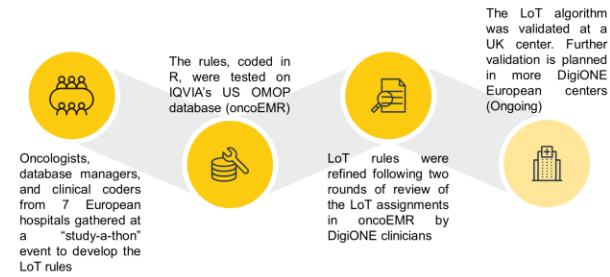 Oncologists,
database managers,
and clinical coders
from 7 European
hospitals gathered at
a "study-a-thon"
event to develop the
LoT rules
The rules, coded in
R, were tested on
IQVIA's US OMOP
database (oncoEMR)
LoT rules were
refined following two
rounds of review of
the LoT assignments
in oncoEMR by
DigiONE clinicians
The LoT algorithm
was validated at a
UK center. Further
validation is planned
in more DigiONE
European centers
(Ongoing)